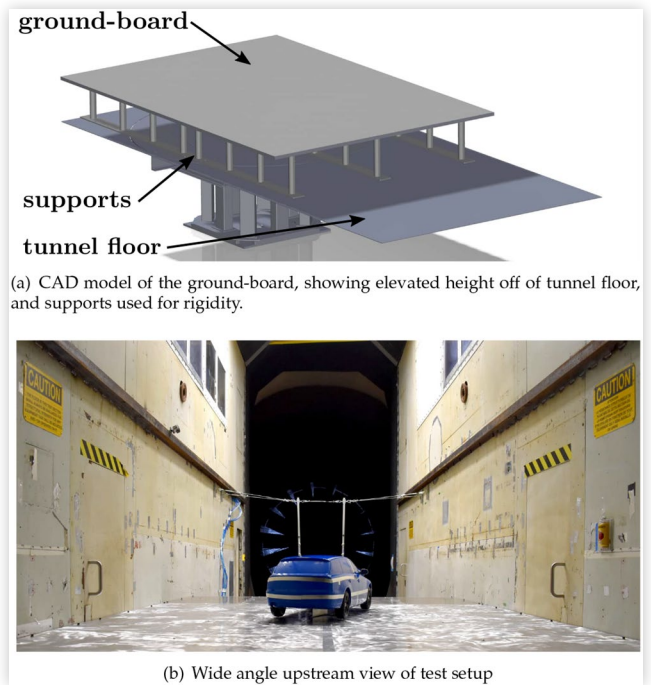 ground-board
supports
tunnel floor
(a) CAD model of the ground-board, showing elevated height off of tunnel floor,
and supports used for rigidity.
CAUTION
CAUTION
(b) Wide angle upstream view of test setup